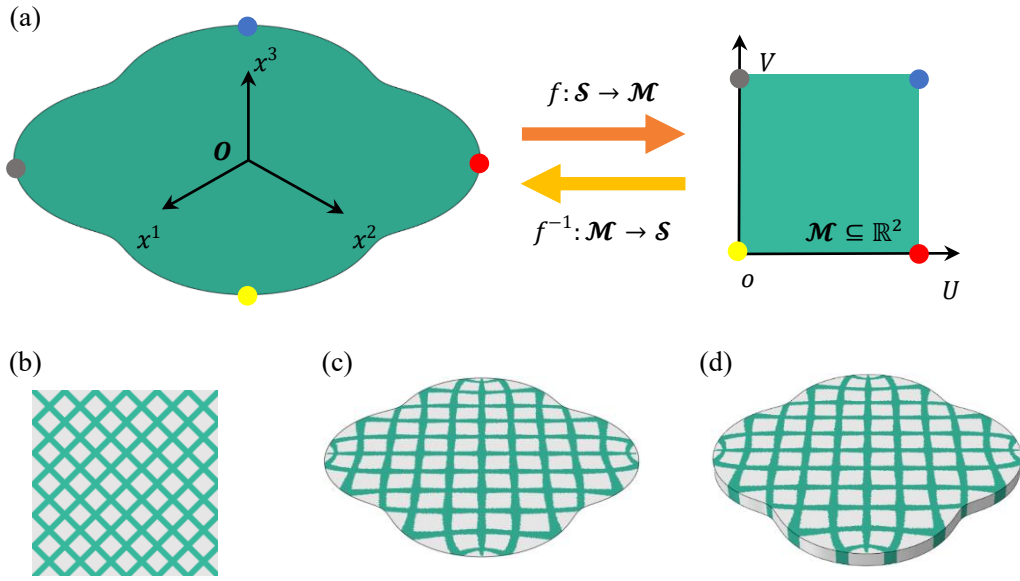 (a)
x³
O
x¹
x²
f: 𝓢 → 𝓜
f⁻¹: 𝓜 → 𝓢
V
𝓜 ⊆ ℝ²
o
U
(b)
(c)
(d)